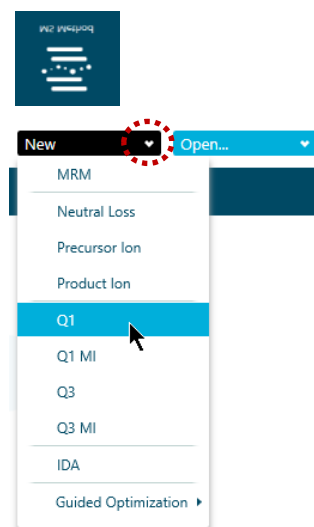 MS Method
New
Open...
MRM
Neutral Loss
Precursor Ion
Product Ion
Q1
Q1 MI
Q3
Q3 MI
IDA
Guided Optimization